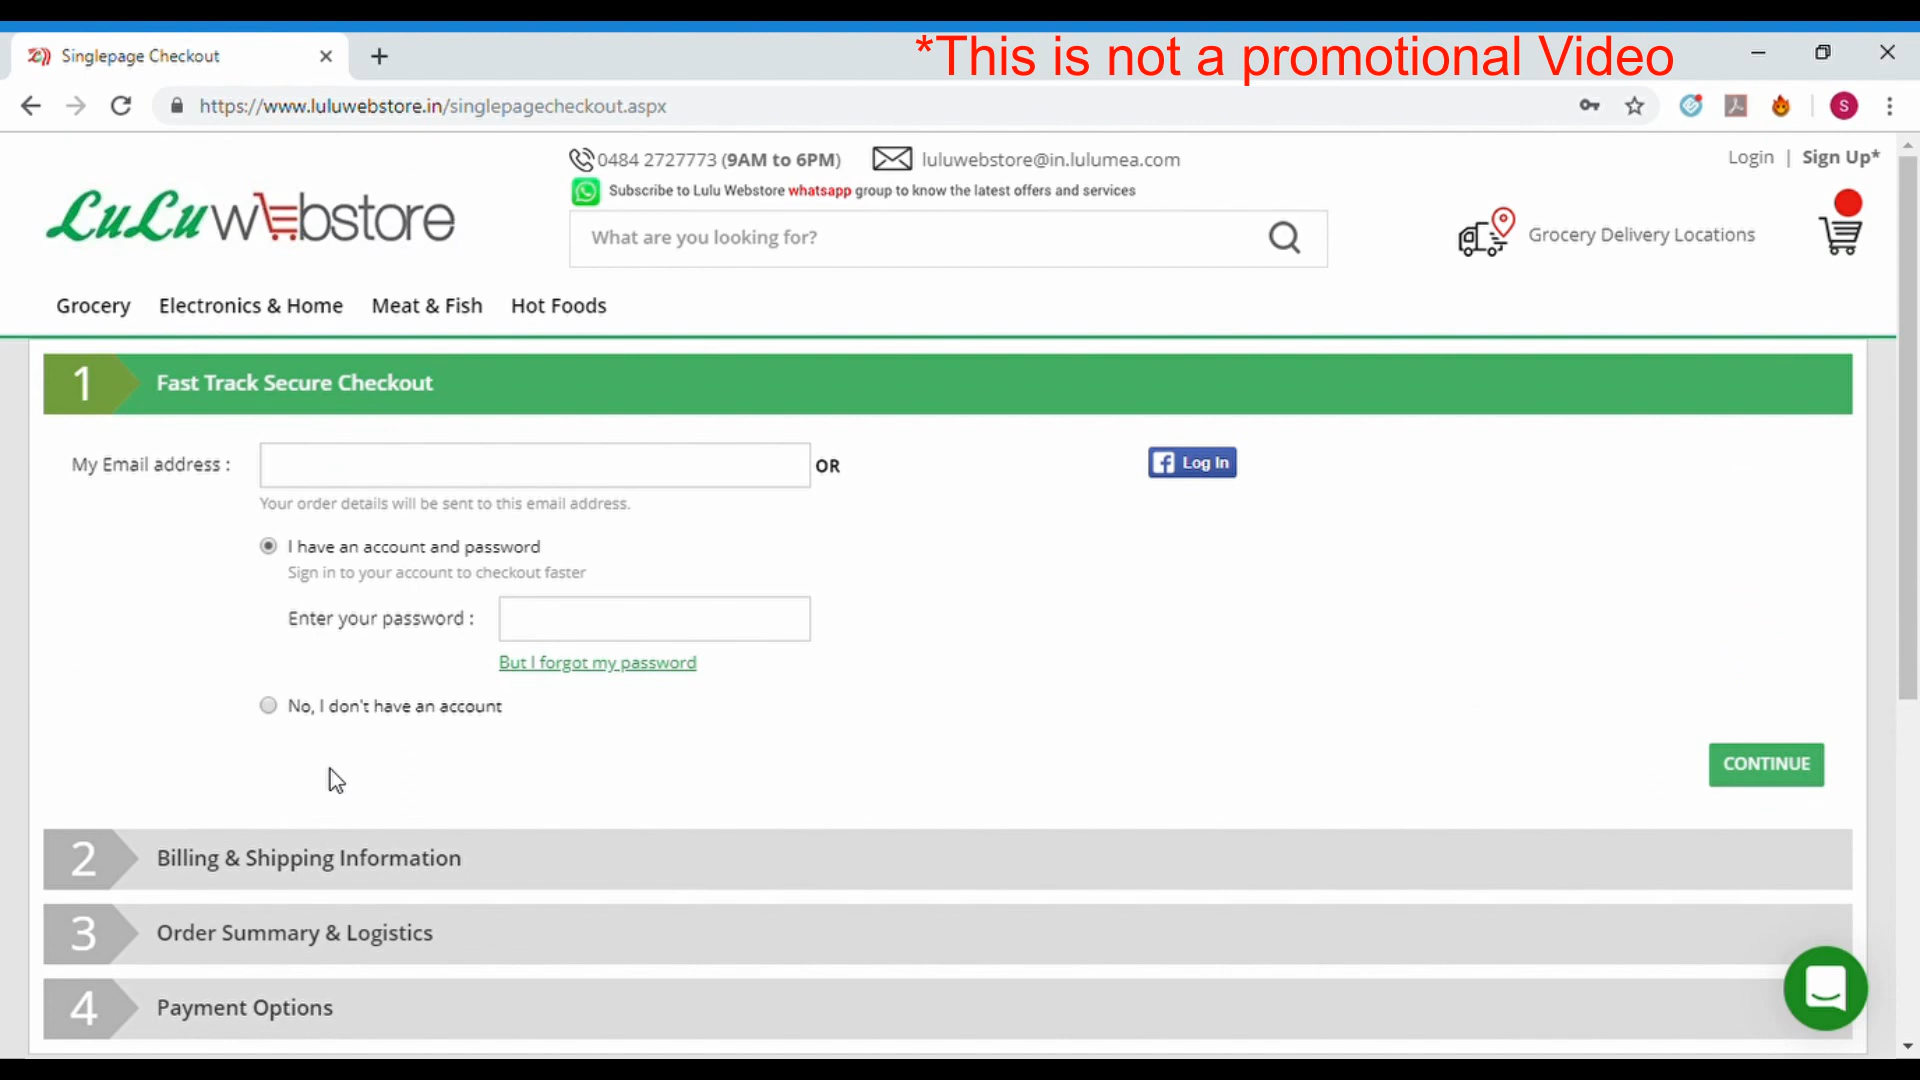 Singlepage Checkout
*This is not a promotional Video
https://www.luluwebstore.in/singlepagecheckout.aspx
S
0484 2727773 (9AM to 6PM)
luluwebstore@in.lulumea.com
Login | Sign Up*
Subscribe to Lulu Webstore whatsapp group to know the latest offers and services
LuLu webstore
What are you looking for?
Grocery Delivery Locations
Grocery
Electronics & Home
Meat & Fish
Hot Foods
1 Fast Track Secure Checkout
My Email address :
OR
f Log In
Your order details will be sent to this email address.
I have an account and password
Sign in to your account to checkout faster
Enter your password :
But I forgot my password
No, I don't have an account
CONTINUE
2 Billing & Shipping Information
3 Order Summary & Logistics
4 Payment Options